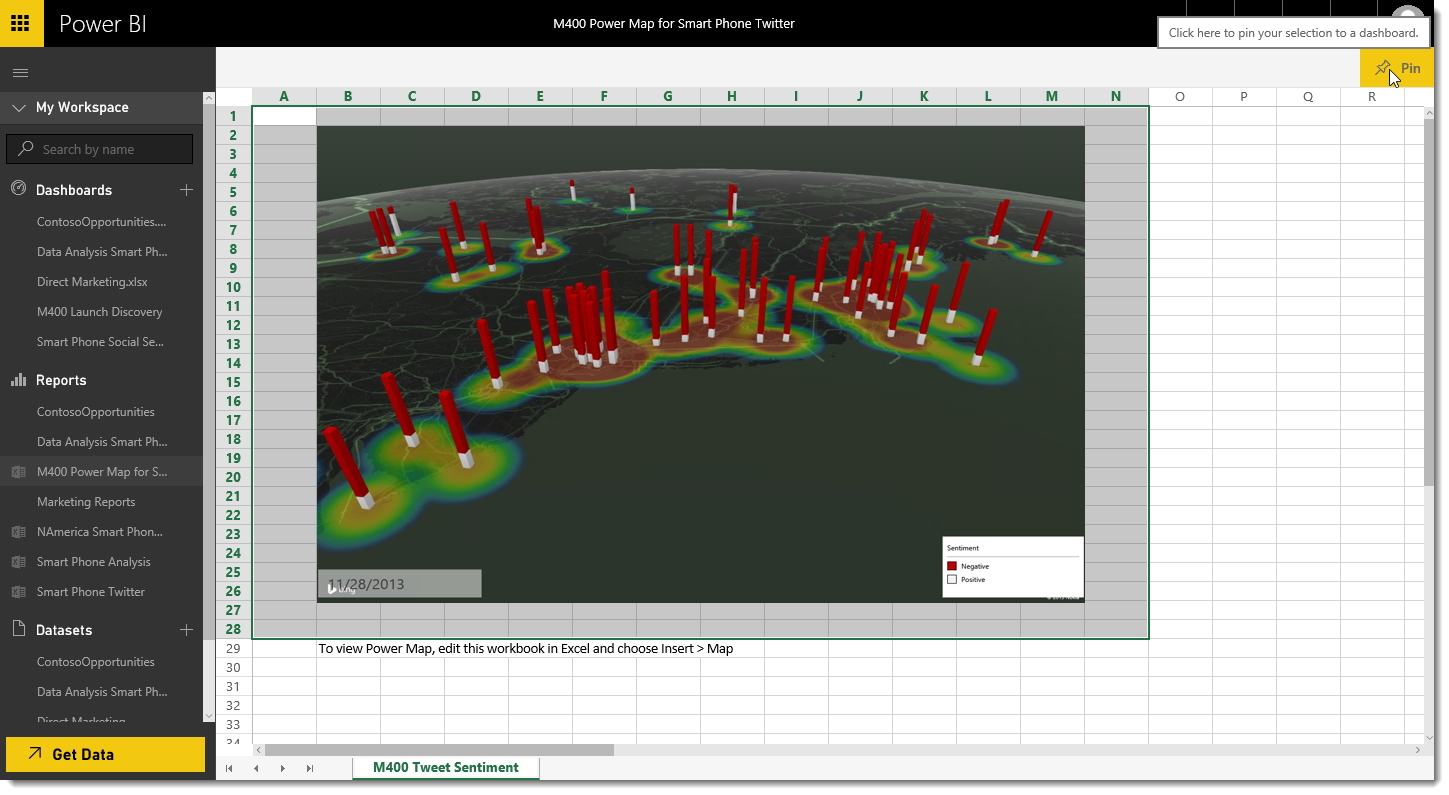 Power BI
M400 Power Map for Smart Phone Twitter
Click here to pin your selection to a dashboard.
Pin
My Workspace
Search by name
Dashboards
ContosoOpportunities....
Data Analysis Smart Ph...
Direct Marketing.xlsx
M400 Launch Discovery
Smart Phone Social Se...
Reports
ContosoOpportunities
Data Analysis Smart Ph...
M400 Power Map for S...
Marketing Reports
NAmerica Smart Phon...
Smart Phone Analysis
Smart Phone Twitter
Datasets
ContosoOpportunities
Data Analysis Smart Ph...
Direct Marketing
Get Data
A B C D E F G H I J K L M N O P Q R
1
2
3
4
5
6
7
8
9
10
11
12
13
14
15
16
17
18
19
20
21
22
23
24
25
26
27
28
29
30
31
32
33
34
Sentiment
Negative
Positive
11/28/2013
bing
To view Power Map, edit this workbook in Excel and choose Insert > Map
M400 Tweet Sentiment